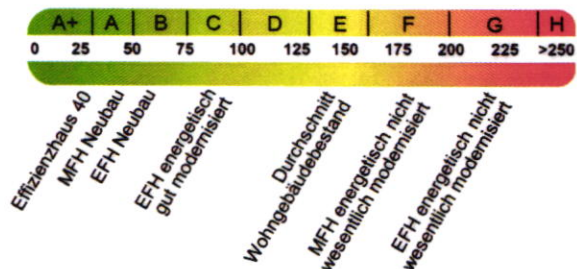 A+ A B C D E F G H
0 25 50 75 100 125 150 175 200 225 >250
Effizienzhaus 40
MFH Neubau
EFH Neubau
EFH energetisch
gut modernisiert
Durchschnitt
Wohngebäudebestand
MFH energetisch nicht
wesentlich modernisiert
EFH energetisch nicht
wesentlich modernisiert